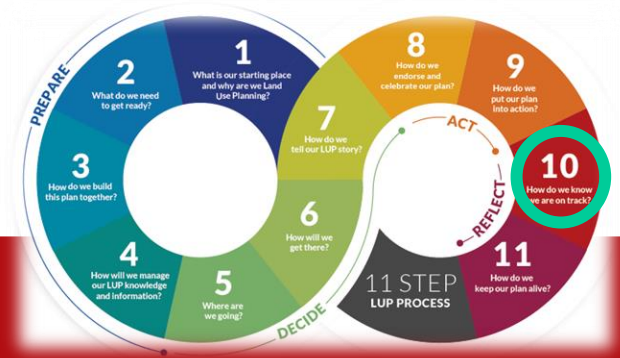 PREPARE
1
What is our starting place
and why are we Land
Use Planning?
2
What do we need
to get ready?
3
How do we build
this plan together?
4
How will we manage
our LUP knowledge
and information?
5
Where are
we going?
DECIDE
6
How will we
get there?
7
How do we
tell our LUP story?
8
How do we
endorse and
celebrate our plan?
ACT
9
How do we
put our plan
into action?
10
How do we know
we are on track?
REFLECT
11
How do we
keep our plan alive?
11 STEP
LUP PROCESS